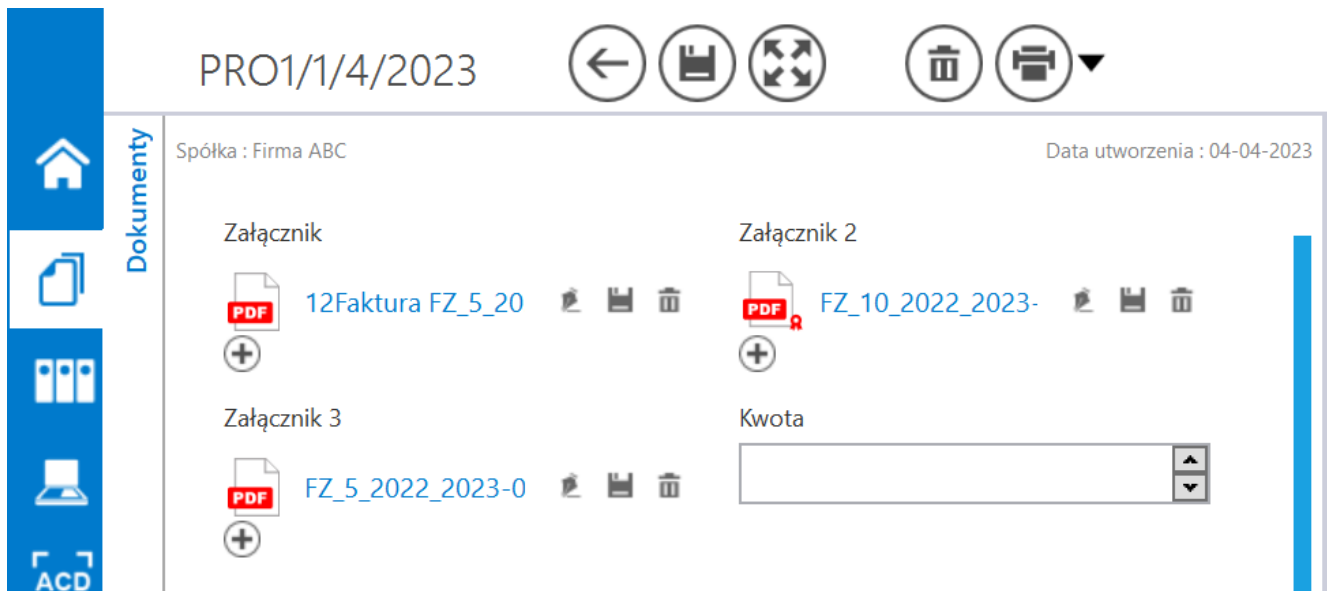 PRO1/1/4/2023
Dokumenty
Spółka : Firma ABC
Data utworzenia : 04-04-2023
Załącznik
Załącznik 2
PDF
12Faktura FZ_5_20
PDF
FZ_10_2022_2023-
Załącznik 3
Kwota
PDF
FZ_5_2022_2023-0
ACD